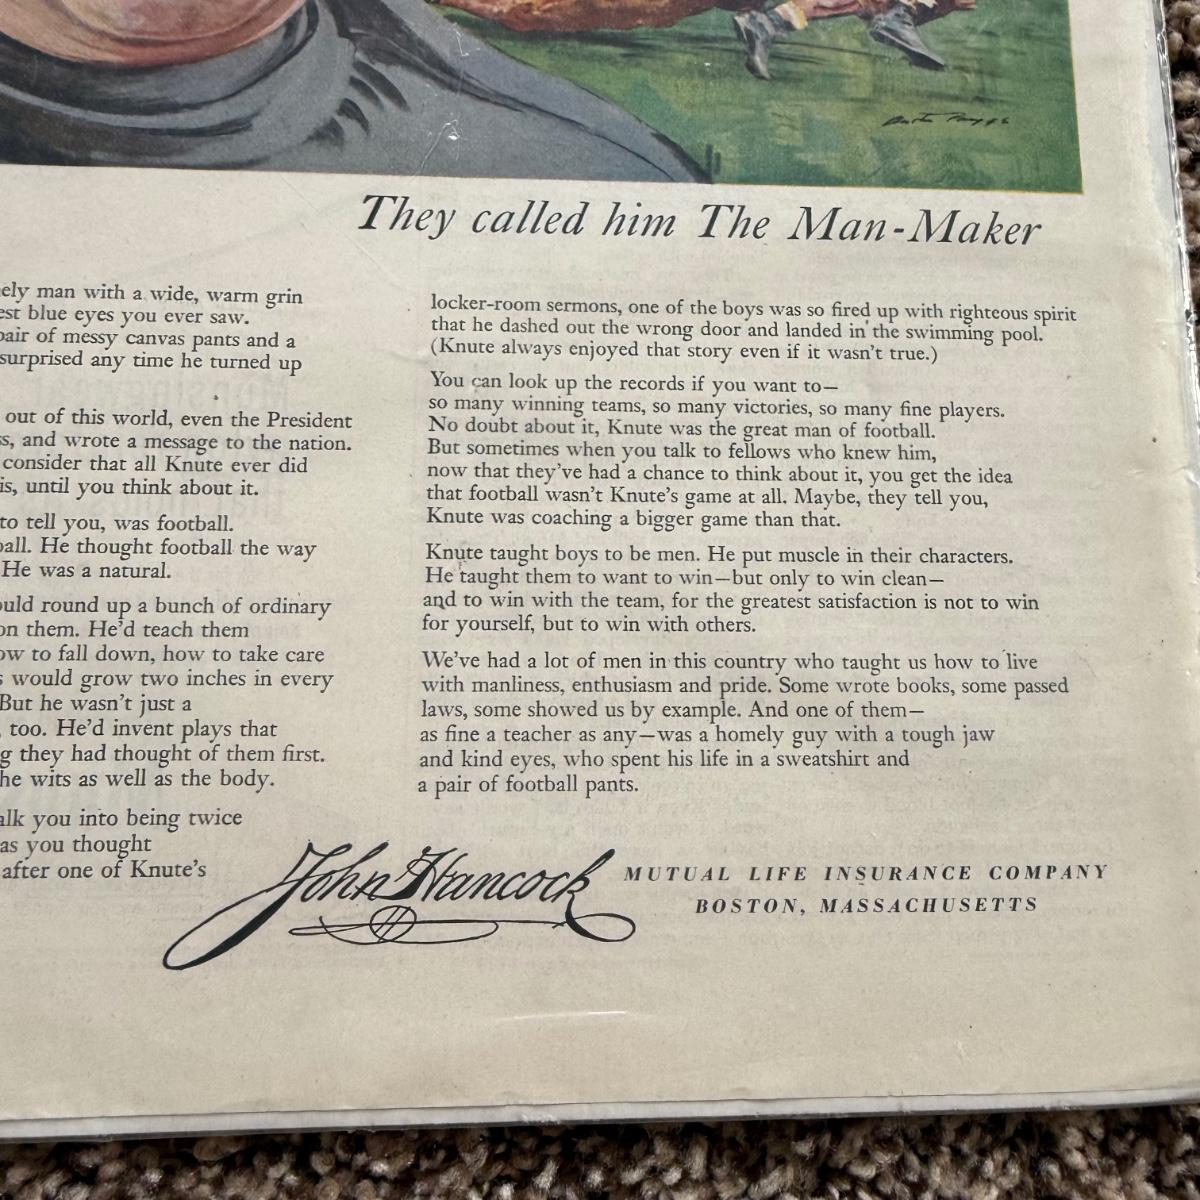 They called him The Man-Maker
ely man with a wide, warm grin
est blue eyes you ever saw.
pair of messy canvas pants and a
surprised any time he turned up
out of this world, even the President
s, and wrote a message to the nation.
consider that all Knute ever did
is, until you think about it.
to tell you, was football.
ball. He thought football the way
He was a natural.
ould round up a bunch of ordinary
on them. He'd teach them
ow to fall down, how to take care
s would grow two inches in every
But he wasn't just a
, too. He'd invent plays that
g they had thought of them first.
he wits as well as the body.
alk you into being twice
as you thought
after one of Knute's
locker-room sermons, one of the boys was so fired up with righteous spirit
that he dashed out the wrong door and landed in the swimming pool.
(Knute always enjoyed that story even if it wasn't true.)
You can look up the records if you want to—
so many winning teams, so many victories, so many fine players.
No doubt about it, Knute was the great man of football.
But sometimes when you talk to fellows who knew him,
now that they've had a chance to think about it, you get the idea
that football wasn't Knute's game at all. Maybe, they tell you,
Knute was coaching a bigger game than that.
Knute taught boys to be men. He put muscle in their characters.
He taught them to want to win—but only to win clean—
and to win with the team, for the greatest satisfaction is not to win
for yourself, but to win with others.
We've had a lot of men in this country who taught us how to live
with manliness, enthusiasm and pride. Some wrote books, some passed
laws, some showed us by example. And one of them—
as fine a teacher as any—was a homely guy with a tough jaw
and kind eyes, who spent his life in a sweatshirt and
a pair of football pants.
John Hancock
MUTUAL LIFE INSURANCE COMPANY
BOSTON, MASSACHUSETTS